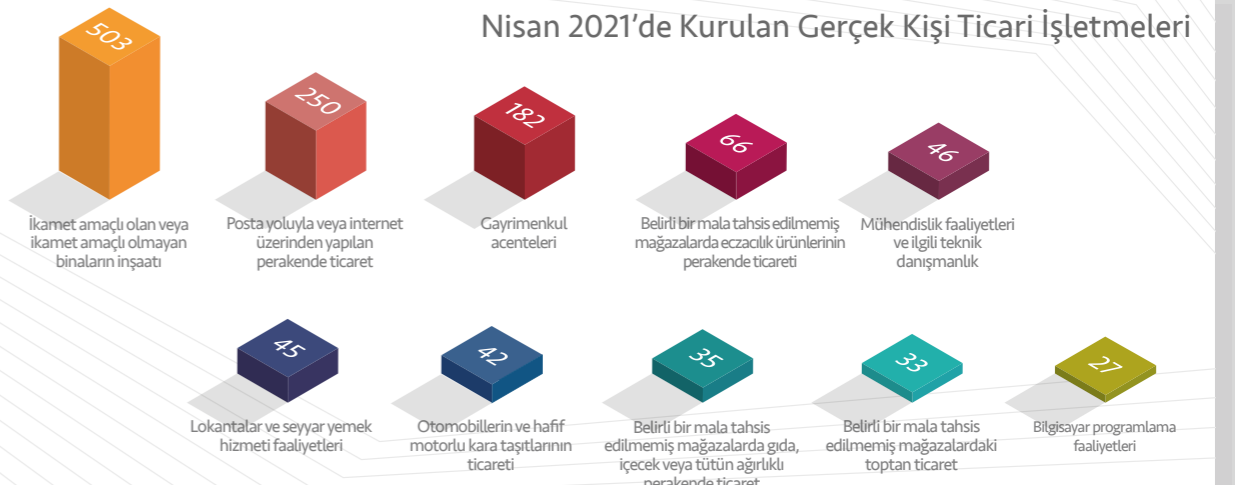 Nisan 2021'de Kurulan Gerçek Kişi Ticari İşletmeleri
503
İkamet amaçlı olan veya
ikamet amaçlı olmayan
binaların inşaatı
250
Posta yoluyla veya internet
üzerinden yapılan
perakende ticaret
182
Gayrimenkul
acenteleri
66
Belirli bir mala tahsis edilmemiş
mağazalarda eczacılık ürünlerinin
perakende ticareti
46
Mühendislik faaliyetleri
ve ilgili teknik
danışmanlık
45
Lokantalar ve seyyar yemek
hizmeti faaliyetleri
42
Otomobillerin ve hafif
motorlu kara taşıtlarının
ticareti
35
Belirli bir mala tahsis
edilmemiş mağazalarda gıda,
içecek veya tütün ağırlıklı
perakende ticaret
33
Belirli bir mala tahsis
edilmemiş mağazalardaki
toptan ticaret
27
Bilgisayar programlama
faaliyetleri